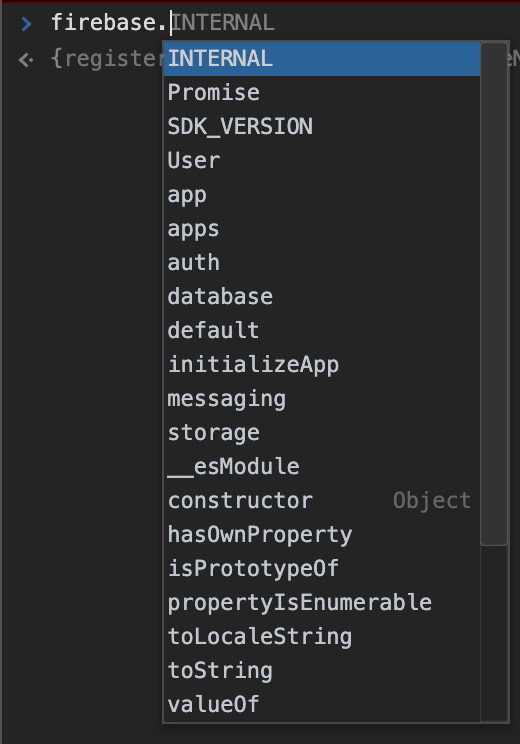 > firebase.INTERNAL
{register
INTERNAL
Promise
SDK_VERSION
User
app
apps
auth
database
default
initializeApp
messaging
storage
__esModule
constructor Object
hasOwnProperty
isPrototypeOf
propertyIsEnumerable
toLocaleString
toString
valueOf